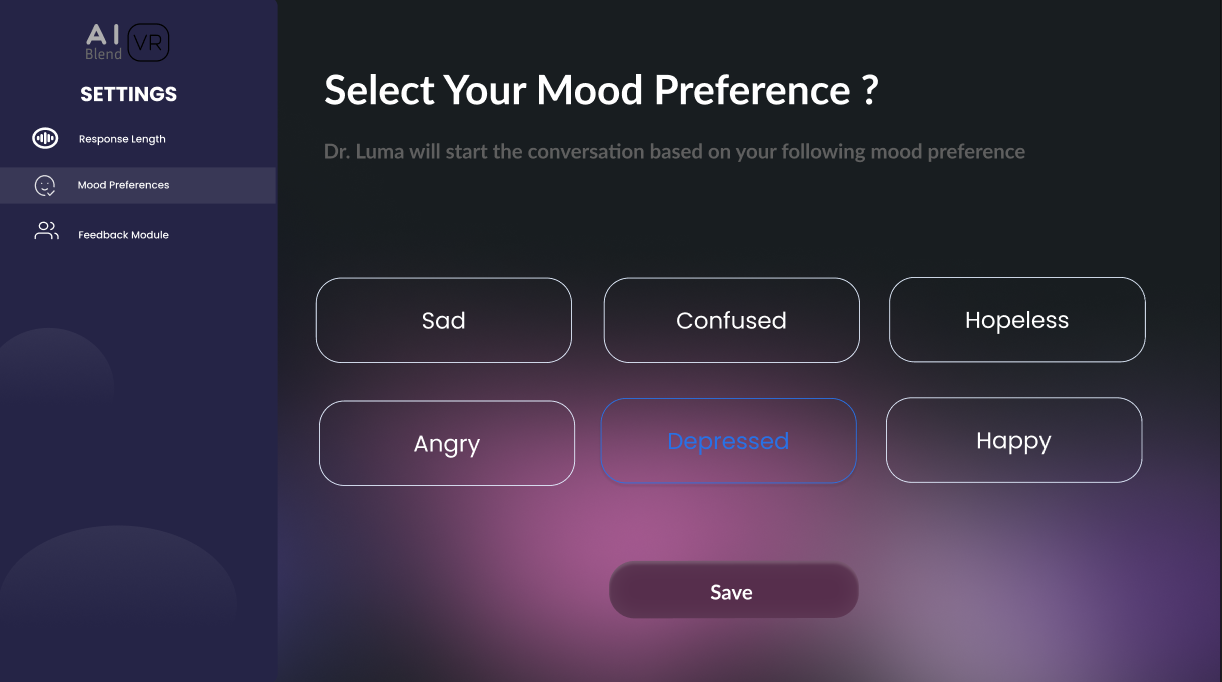 AI
Blend
VR
SETTINGS
Response Length
Mood Preferences
Feedback Module
Select Your Mood Preference ?
Dr. Luma will start the conversation based on your following mood preference
Sad
Confused
Hopeless
Angry
Depressed
Happy
Save